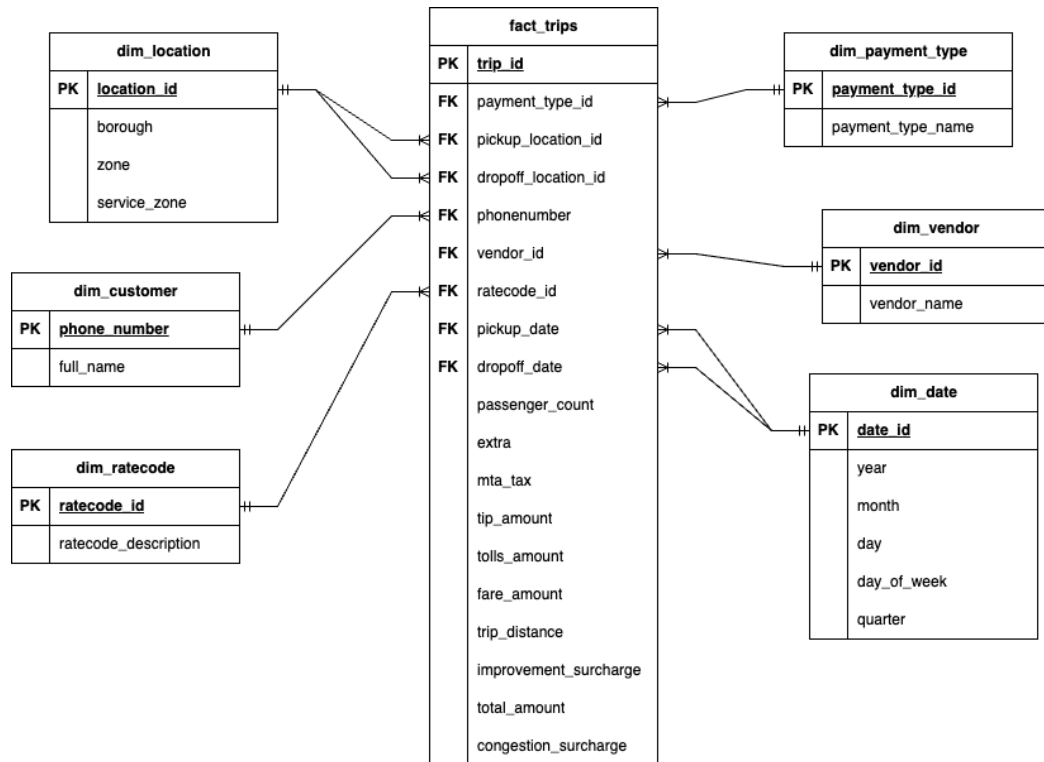 dim_location
PK location_id
borough
zone
service_zone
dim_customer
PK phone_number
full_name
dim_ratecode
PK ratecode_id
ratecode_description
fact_trips
PK trip_id
FK payment_type_id
FK pickup_location_id
FK dropoff_location_id
FK phonenumber
FK vendor_id
FK ratecode_id
FK pickup_date
FK dropoff_date
passenger_count
extra
mta_tax
tip_amount
tolls_amount
fare_amount
trip_distance
improvement_surcharge
total_amount
congestion_surcharge
dim_payment_type
PK payment_type_id
payment_type_name
dim_vendor
PK vendor_id
vendor_name
dim_date
PK date_id
year
month
day
day_of_week
quarter